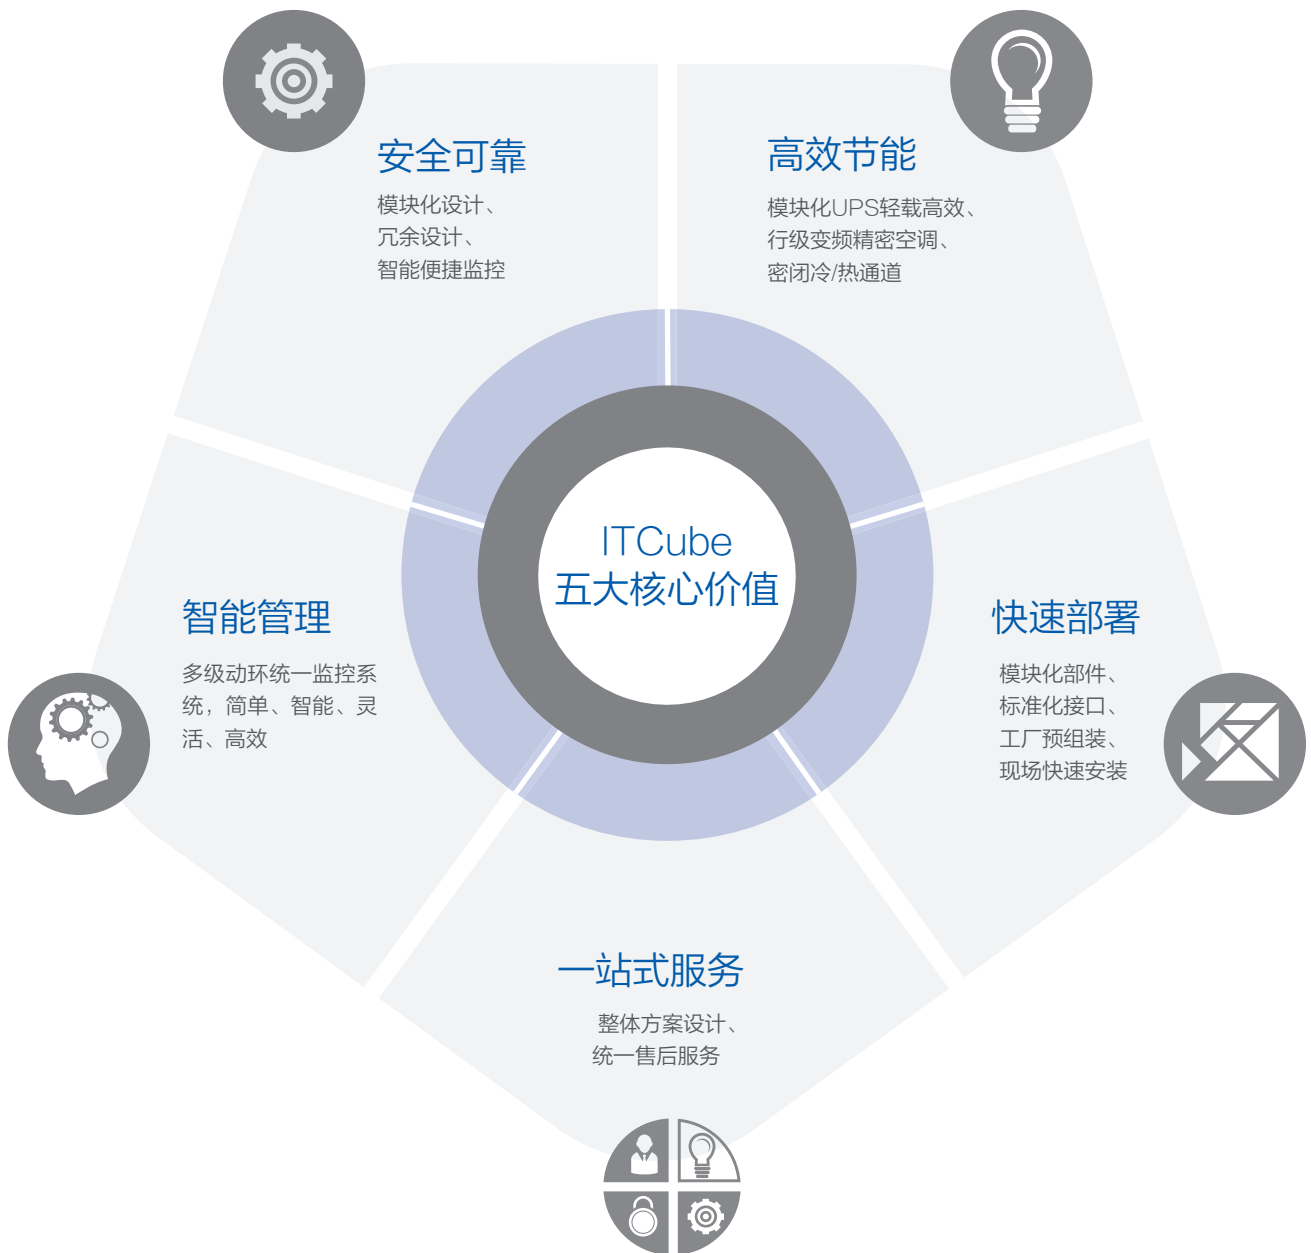 安全可靠
模块化设计、
冗余设计、
智能便捷监控
高效节能
模块化UPS轻载高效、
行级变频精密空调、
密闭冷/热通道
ITCube
五大核心价值
智能管理
多级动环统一监控系
统，简单、智能、灵
活、高效
快速部署
模块化部件、
标准化接口、
工厂预组装、
现场快速安装
一站式服务
整体方案设计、
统一售后服务